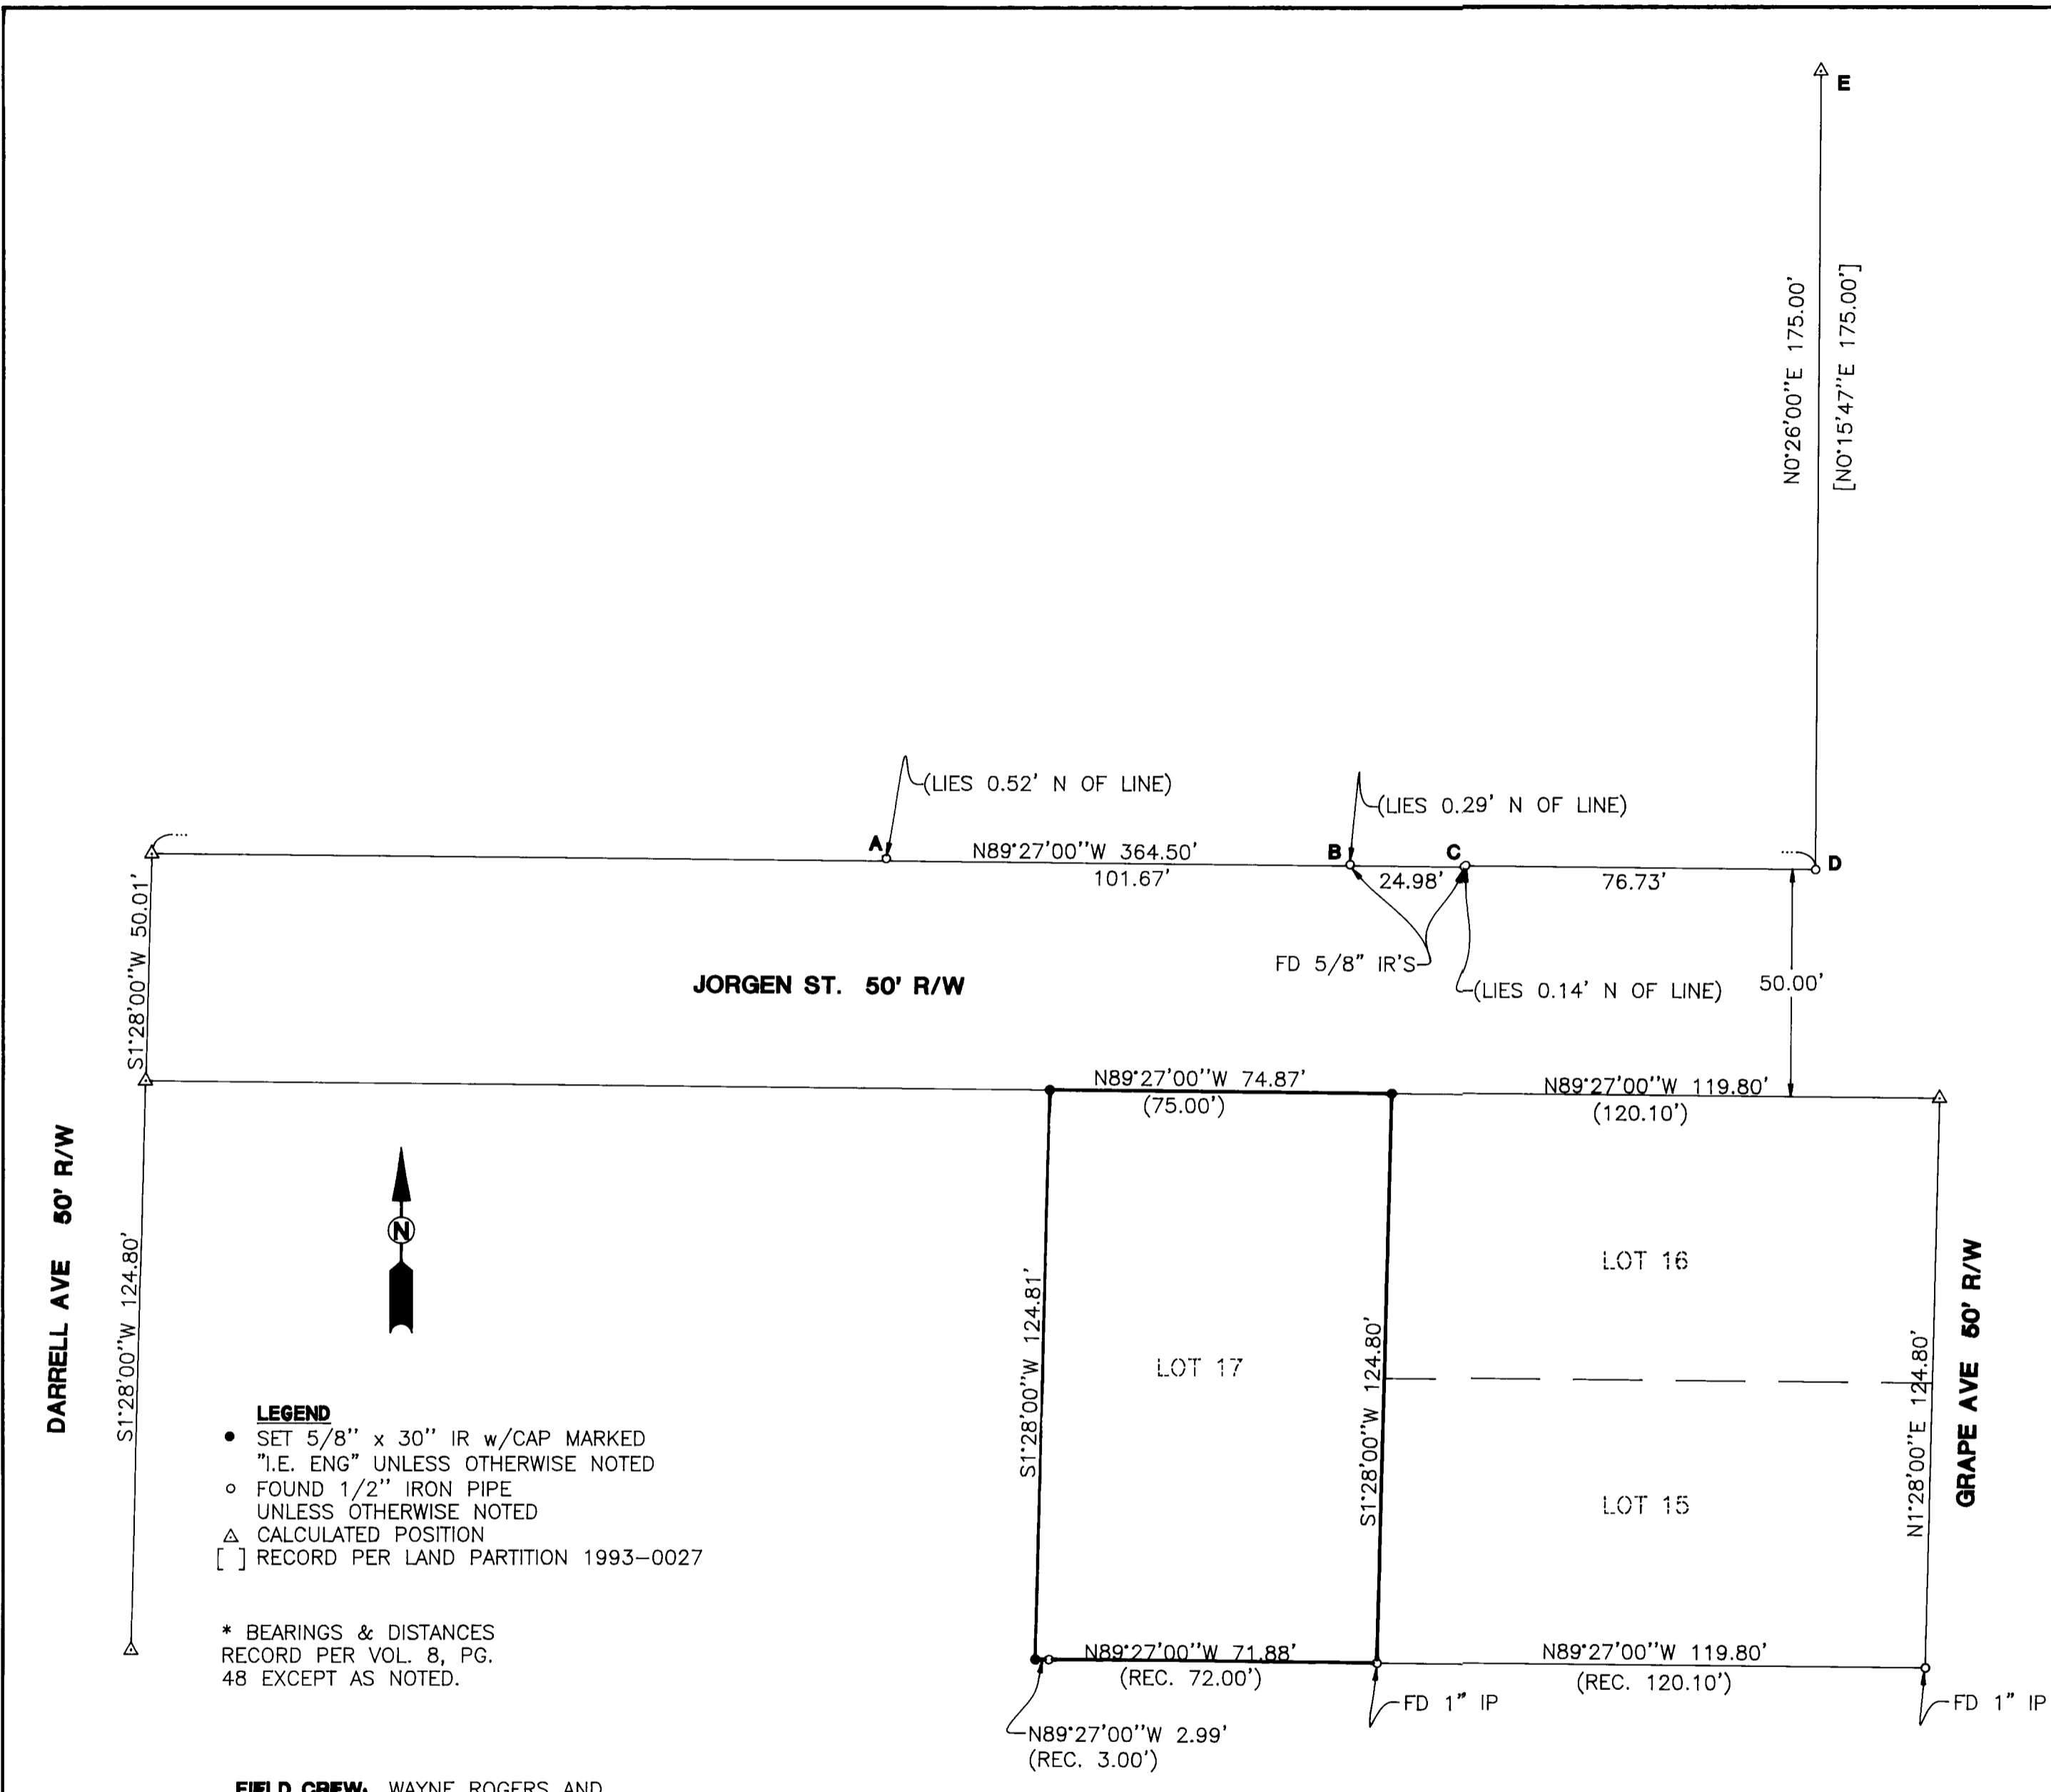 E
N0°26'00"E 175.00'
[N0°15'47"E 175.00']
(LIES 0.52' N OF LINE)
(LIES 0.29' N OF LINE)
A
N89°27'00"W 364.50'
B
C
D
101.67'
24.98'
76.73'
S1°28'00"W 50.01'
FD 5/8" IR'S
JORGEN ST. 50' R/W
(LIES 0.14' N OF LINE)
50.00'
N89°27'00"W 74.87'
(75.00')
N89°27'00"W 119.80'
(120.10')
DARRELL AVE 50' R/W
S1°28'00"W 124.80'
N
S1°28'00"W 124.81'
LOT 17
S1°28'00"W 124.80'
LOT 16
LOT 15
N1°28'00"E 124.80'
GRAPE AVE 50' R/W
LEGEND
SET 5/8" x 30" IR w/CAP MARKED
"I.E. ENG" UNLESS OTHERWISE NOTED
FOUND 1/2" IRON PIPE
UNLESS OTHERWISE NOTED
CALCULATED POSITION
[ ] RECORD PER LAND PARTITION 1993-0027
* BEARINGS & DISTANCES
RECORD PER VOL. 8, PG.
48 EXCEPT AS NOTED.
N89°27'00"W 71.88'
(REC. 72.00')
N89°27'00"W 119.80'
(REC. 120.10')
FD 1" IP
FD 1" IP
N89°27'00"W 2.99'
(REC. 3.00')
FIELD CREW: WAYNE ROGERS AND